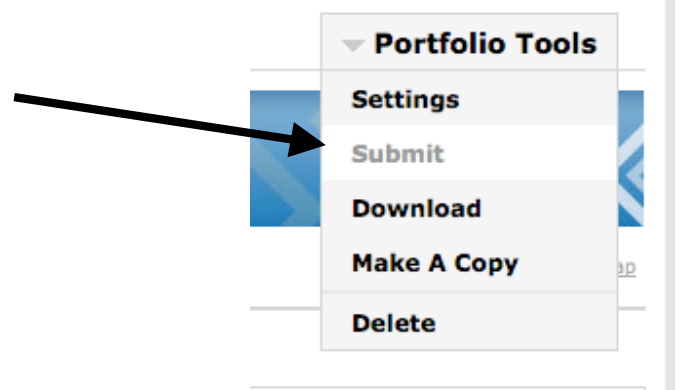 Portfolio Tools
Settings
Submit
Download
Make A Copy
Delete